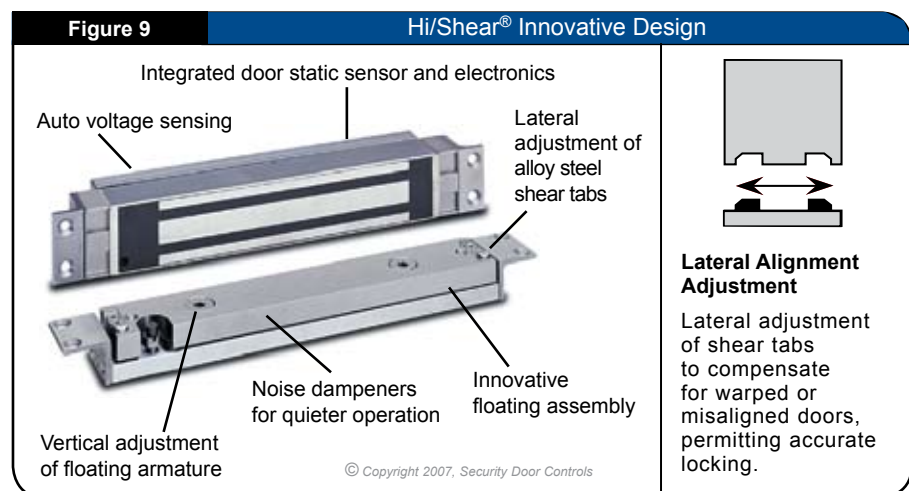 Figure 9
Hi/Shear® Innovative Design
Integrated door static sensor and electronics
Auto voltage sensing
Lateral
adjustment of
alloy steel
shear tabs
Noise dampeners
for quieter operation
Innovative
floating assembly
Vertical adjustment
of floating armature
© Copyright 2007, Security Door Controls
Lateral Alignment
Adjustment
Lateral adjustment
of shear tabs
to compensate
for warped or
misaligned doors,
permitting accurate
locking.